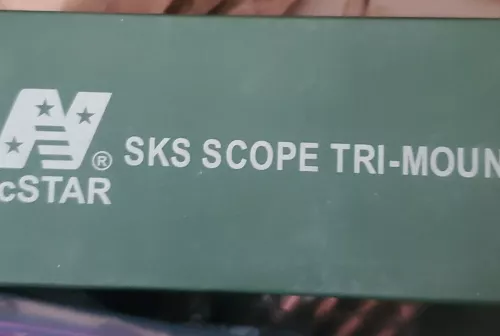 ® SKS SCOPE TRI-MOUN
cSTAR